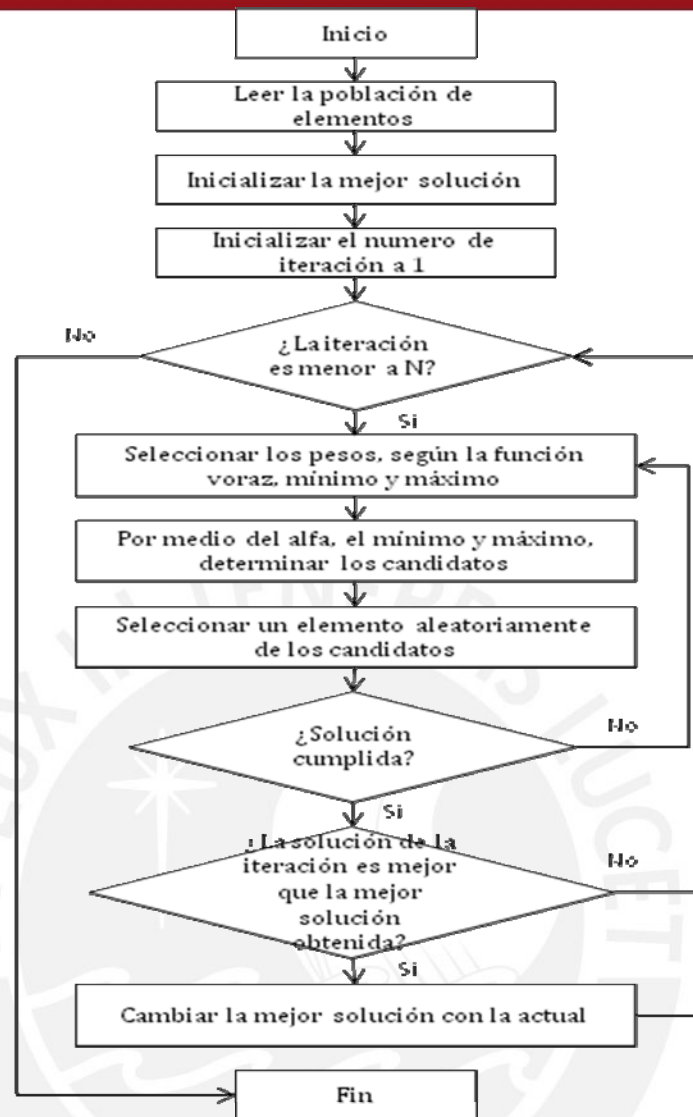 Inicio
Leer la población de
elementos
Inicializar la mejor solución
Inicializar el numero de
iteración a 1
No
¿La iteración
es menor a N?
Si
Seleccionar los pesos, según la función
voraz, mínimo y máximo
Por medio del alfa, el mínimo y máximo,
determinar los candidatos
Seleccionar un elemento aleatoriamente
de los candidatos
¿Solución
cumplida?
No
Si
¿La solución de la
iteración es mejor
que la mejor
solución
obtenida?
No
Si
Cambiar la mejor solución con la actual
Fin